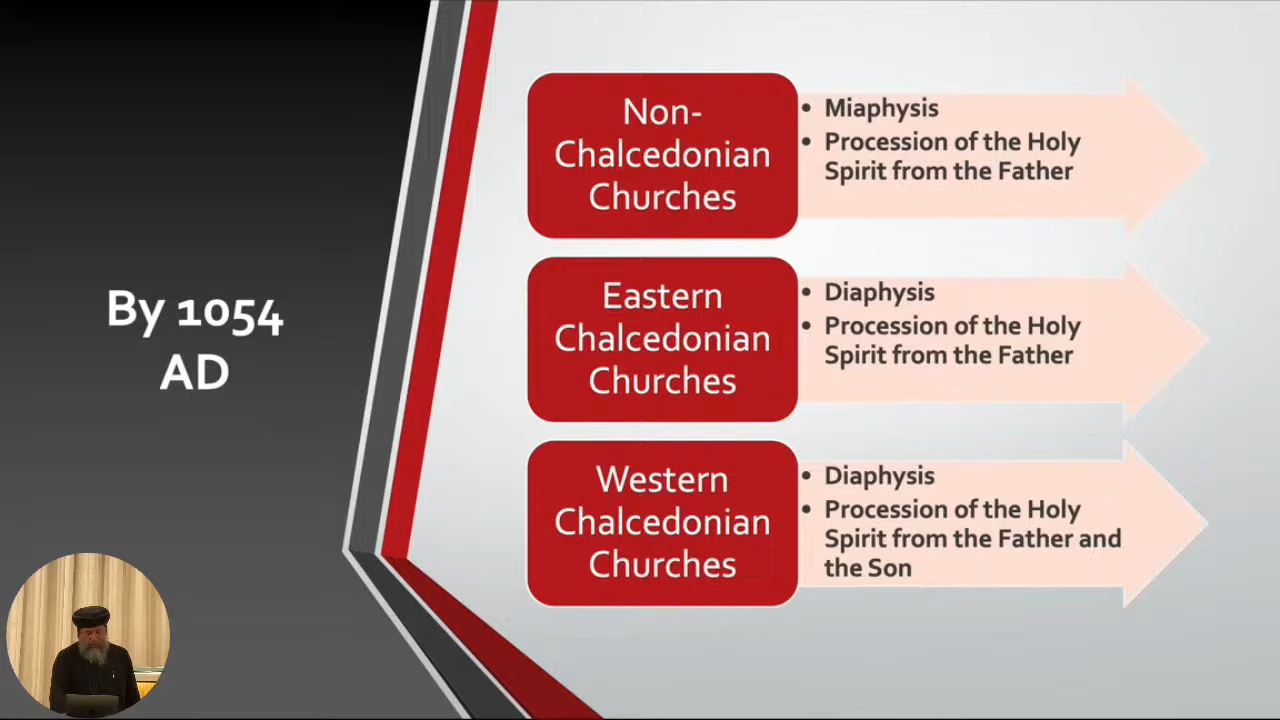 By 1054
AD
Non-
Chalcedonian
Churches
• Miaphysis
• Procession of the Holy
Spirit from the Father
Eastern
Chalcedonian
Churches
• Diaphysis
• Procession of the Holy
Spirit from the Father
Western
Chalcedonian
Churches
• Diaphysis
• Procession of the Holy
Spirit from the Father and
the Son